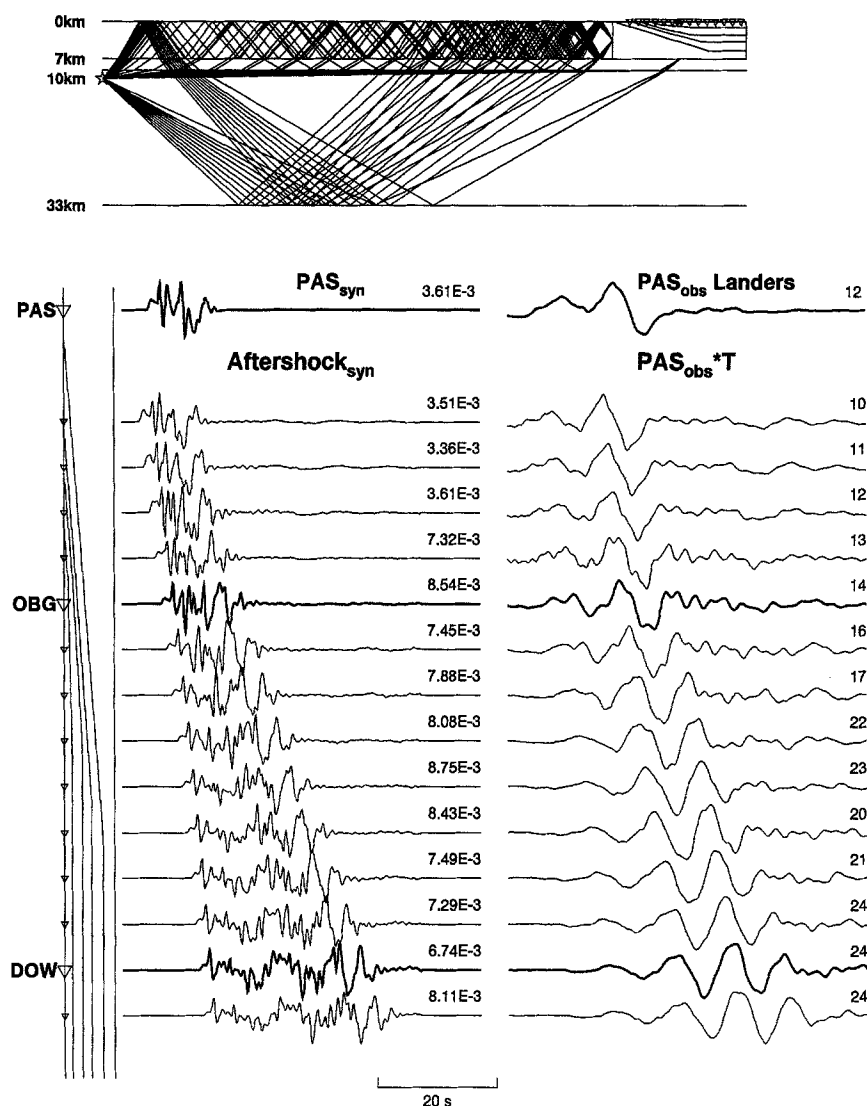 0km
7km
10km
33km
PAS
PASsyn
3.61E-3
PASobs Landers
12
Aftershocksyn
PASobs*T
3.51E-3
10
3.36E-3
11
3.61E-3
12
7.32E-3
13
OBG
8.54E-3
14
7.45E-3
16
7.88E-3
17
8.08E-3
22
8.75E-3
23
8.43E-3
20
7.49E-3
21
7.29E-3
24
DOW
6.74E-3
24
8.11E-3
24
20 s